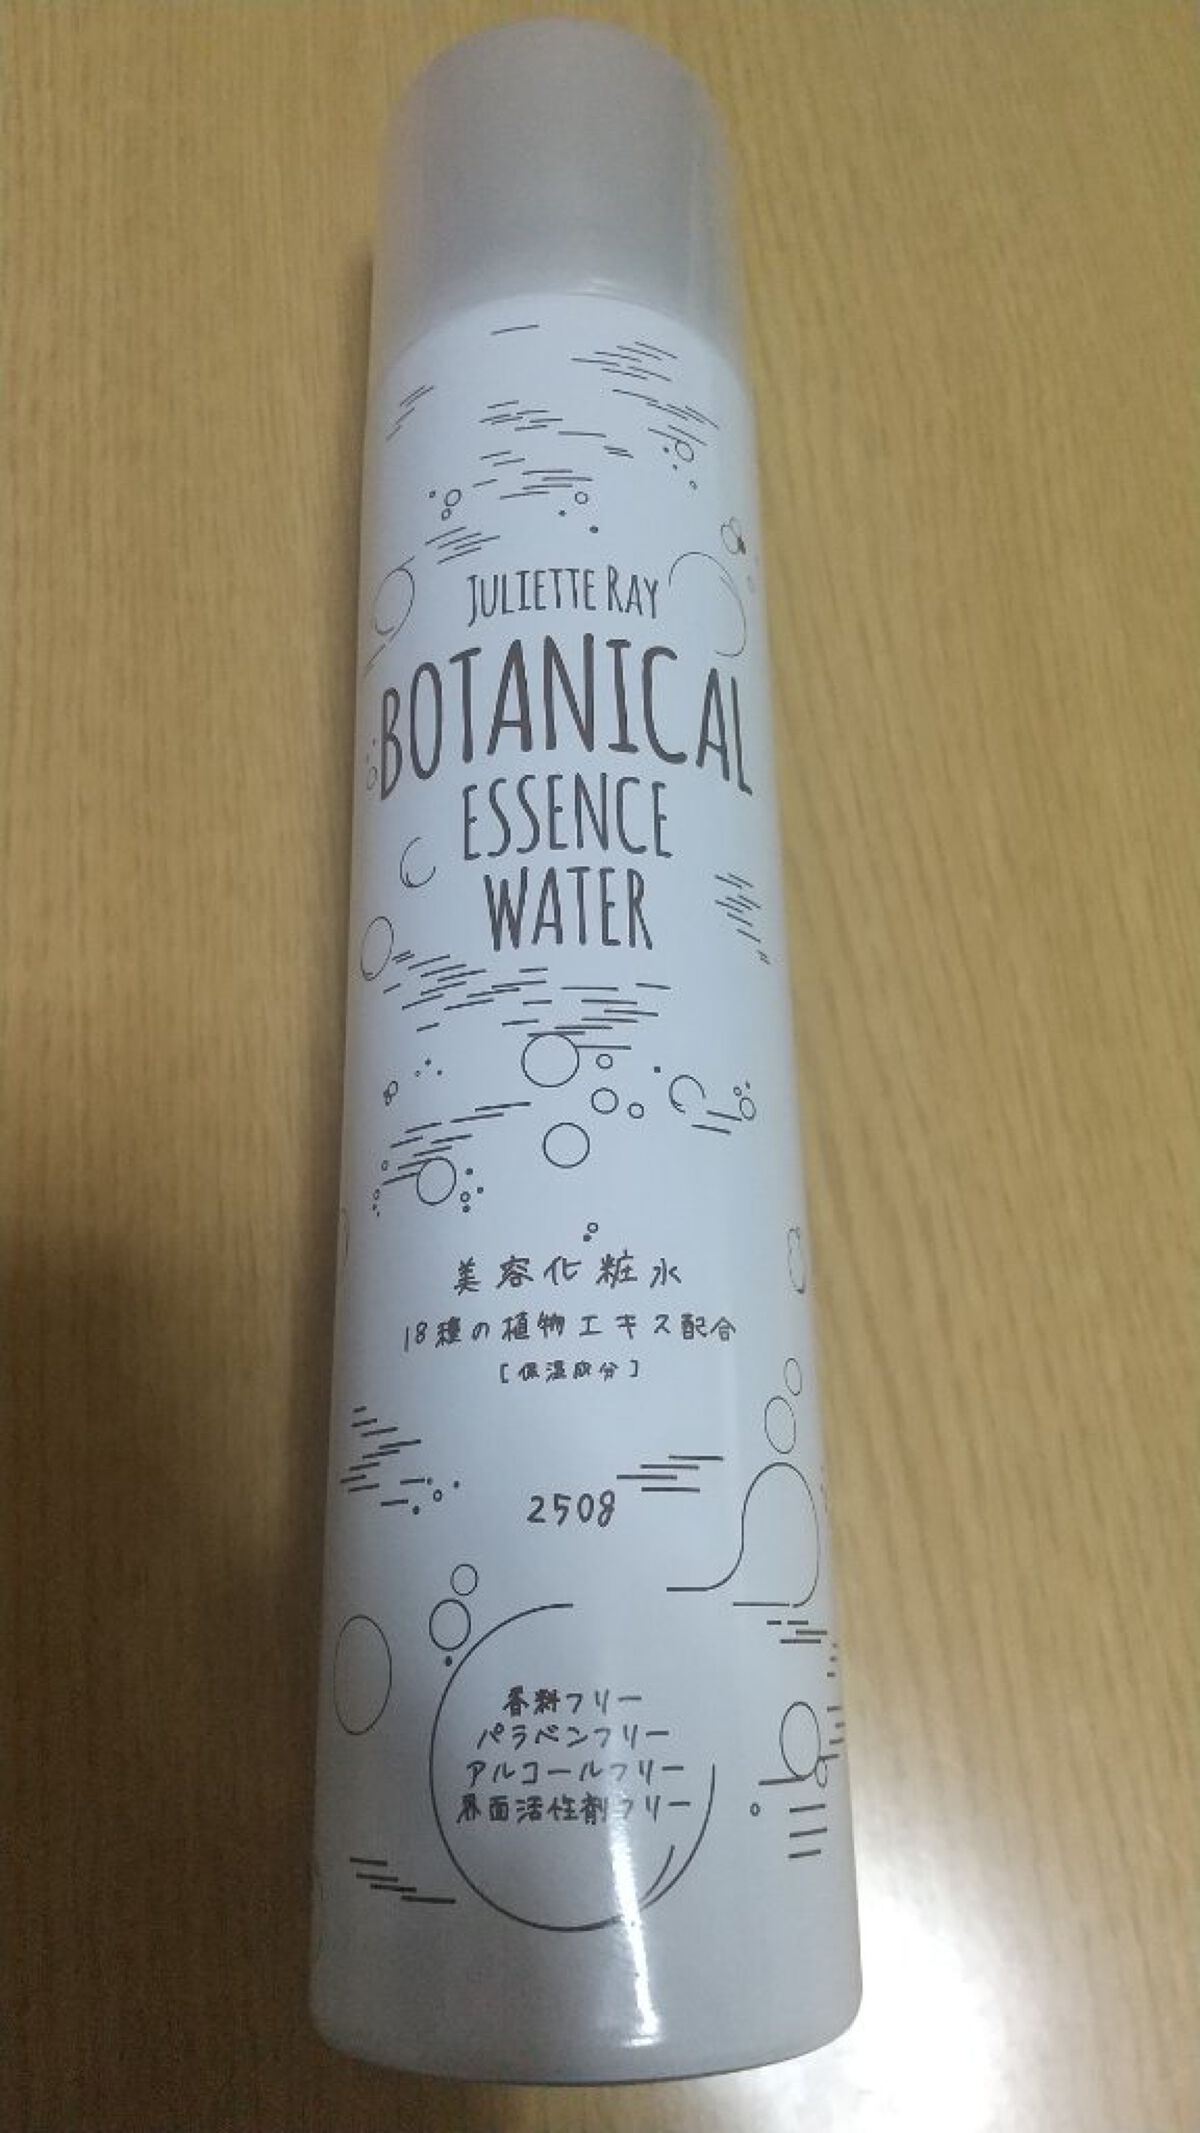 JULIETTE RAY
BOTANICAL
ESSENCE
WATER
美容化粧水
18種の植物エキス配合
[保湿成分]
250g
香料フリー
パラベンフリー
アルコールフリー
界面活性剤フリー